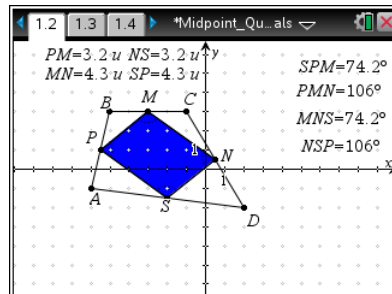 1.2 1.3 1.4 *Midpoint_Qu...als
PM=3.2 u NS=3.2 u
MN=4.3 u SP=4.3 u
y
SPM=74.2°
PMN=106°
MNS=74.2°
NSP=106°
B M C
P 1 N
x
A S 1 D